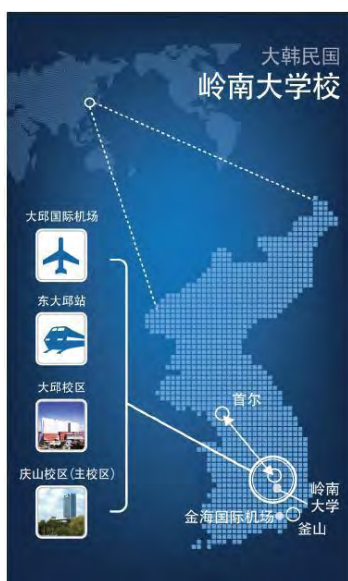 大韩民国
岭南大学校
大邱国际机场
东大邱站
大邱校区
庆山校区(主校区)
首尔
岭南
大学
金海国际机场
釜山